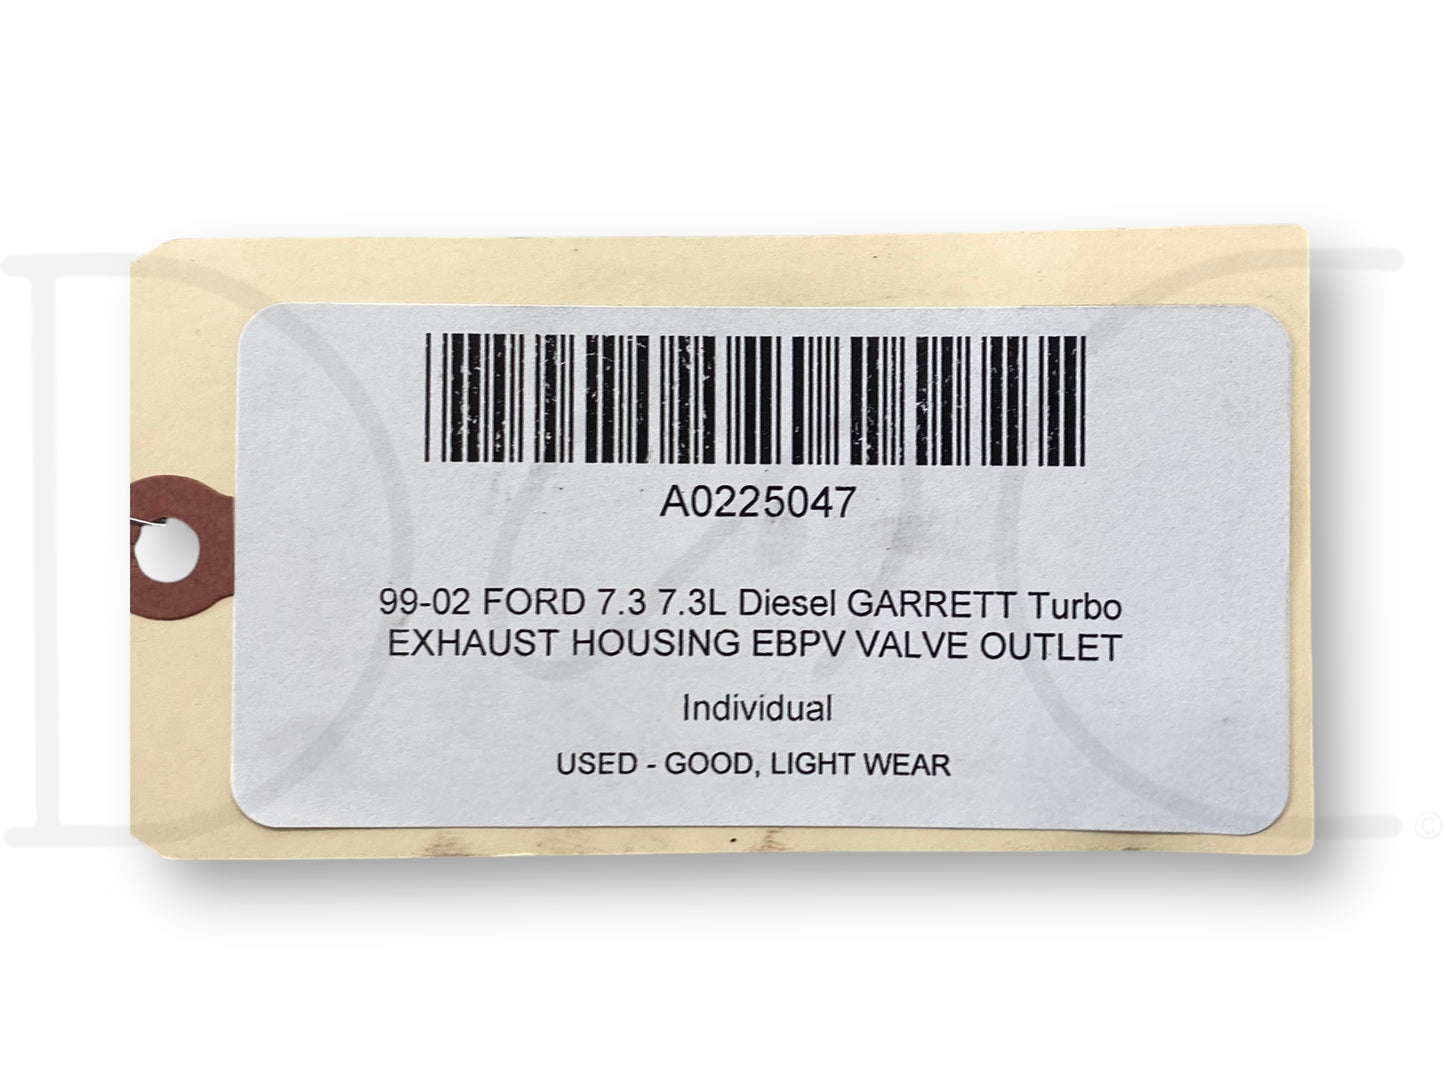 A0225047
99-02 FORD 7.3 7.3L Diesel GARRETT Turbo
EXHAUST HOUSING EBPV VALVE OUTLET
Individual
USED - GOOD, LIGHT WEAR